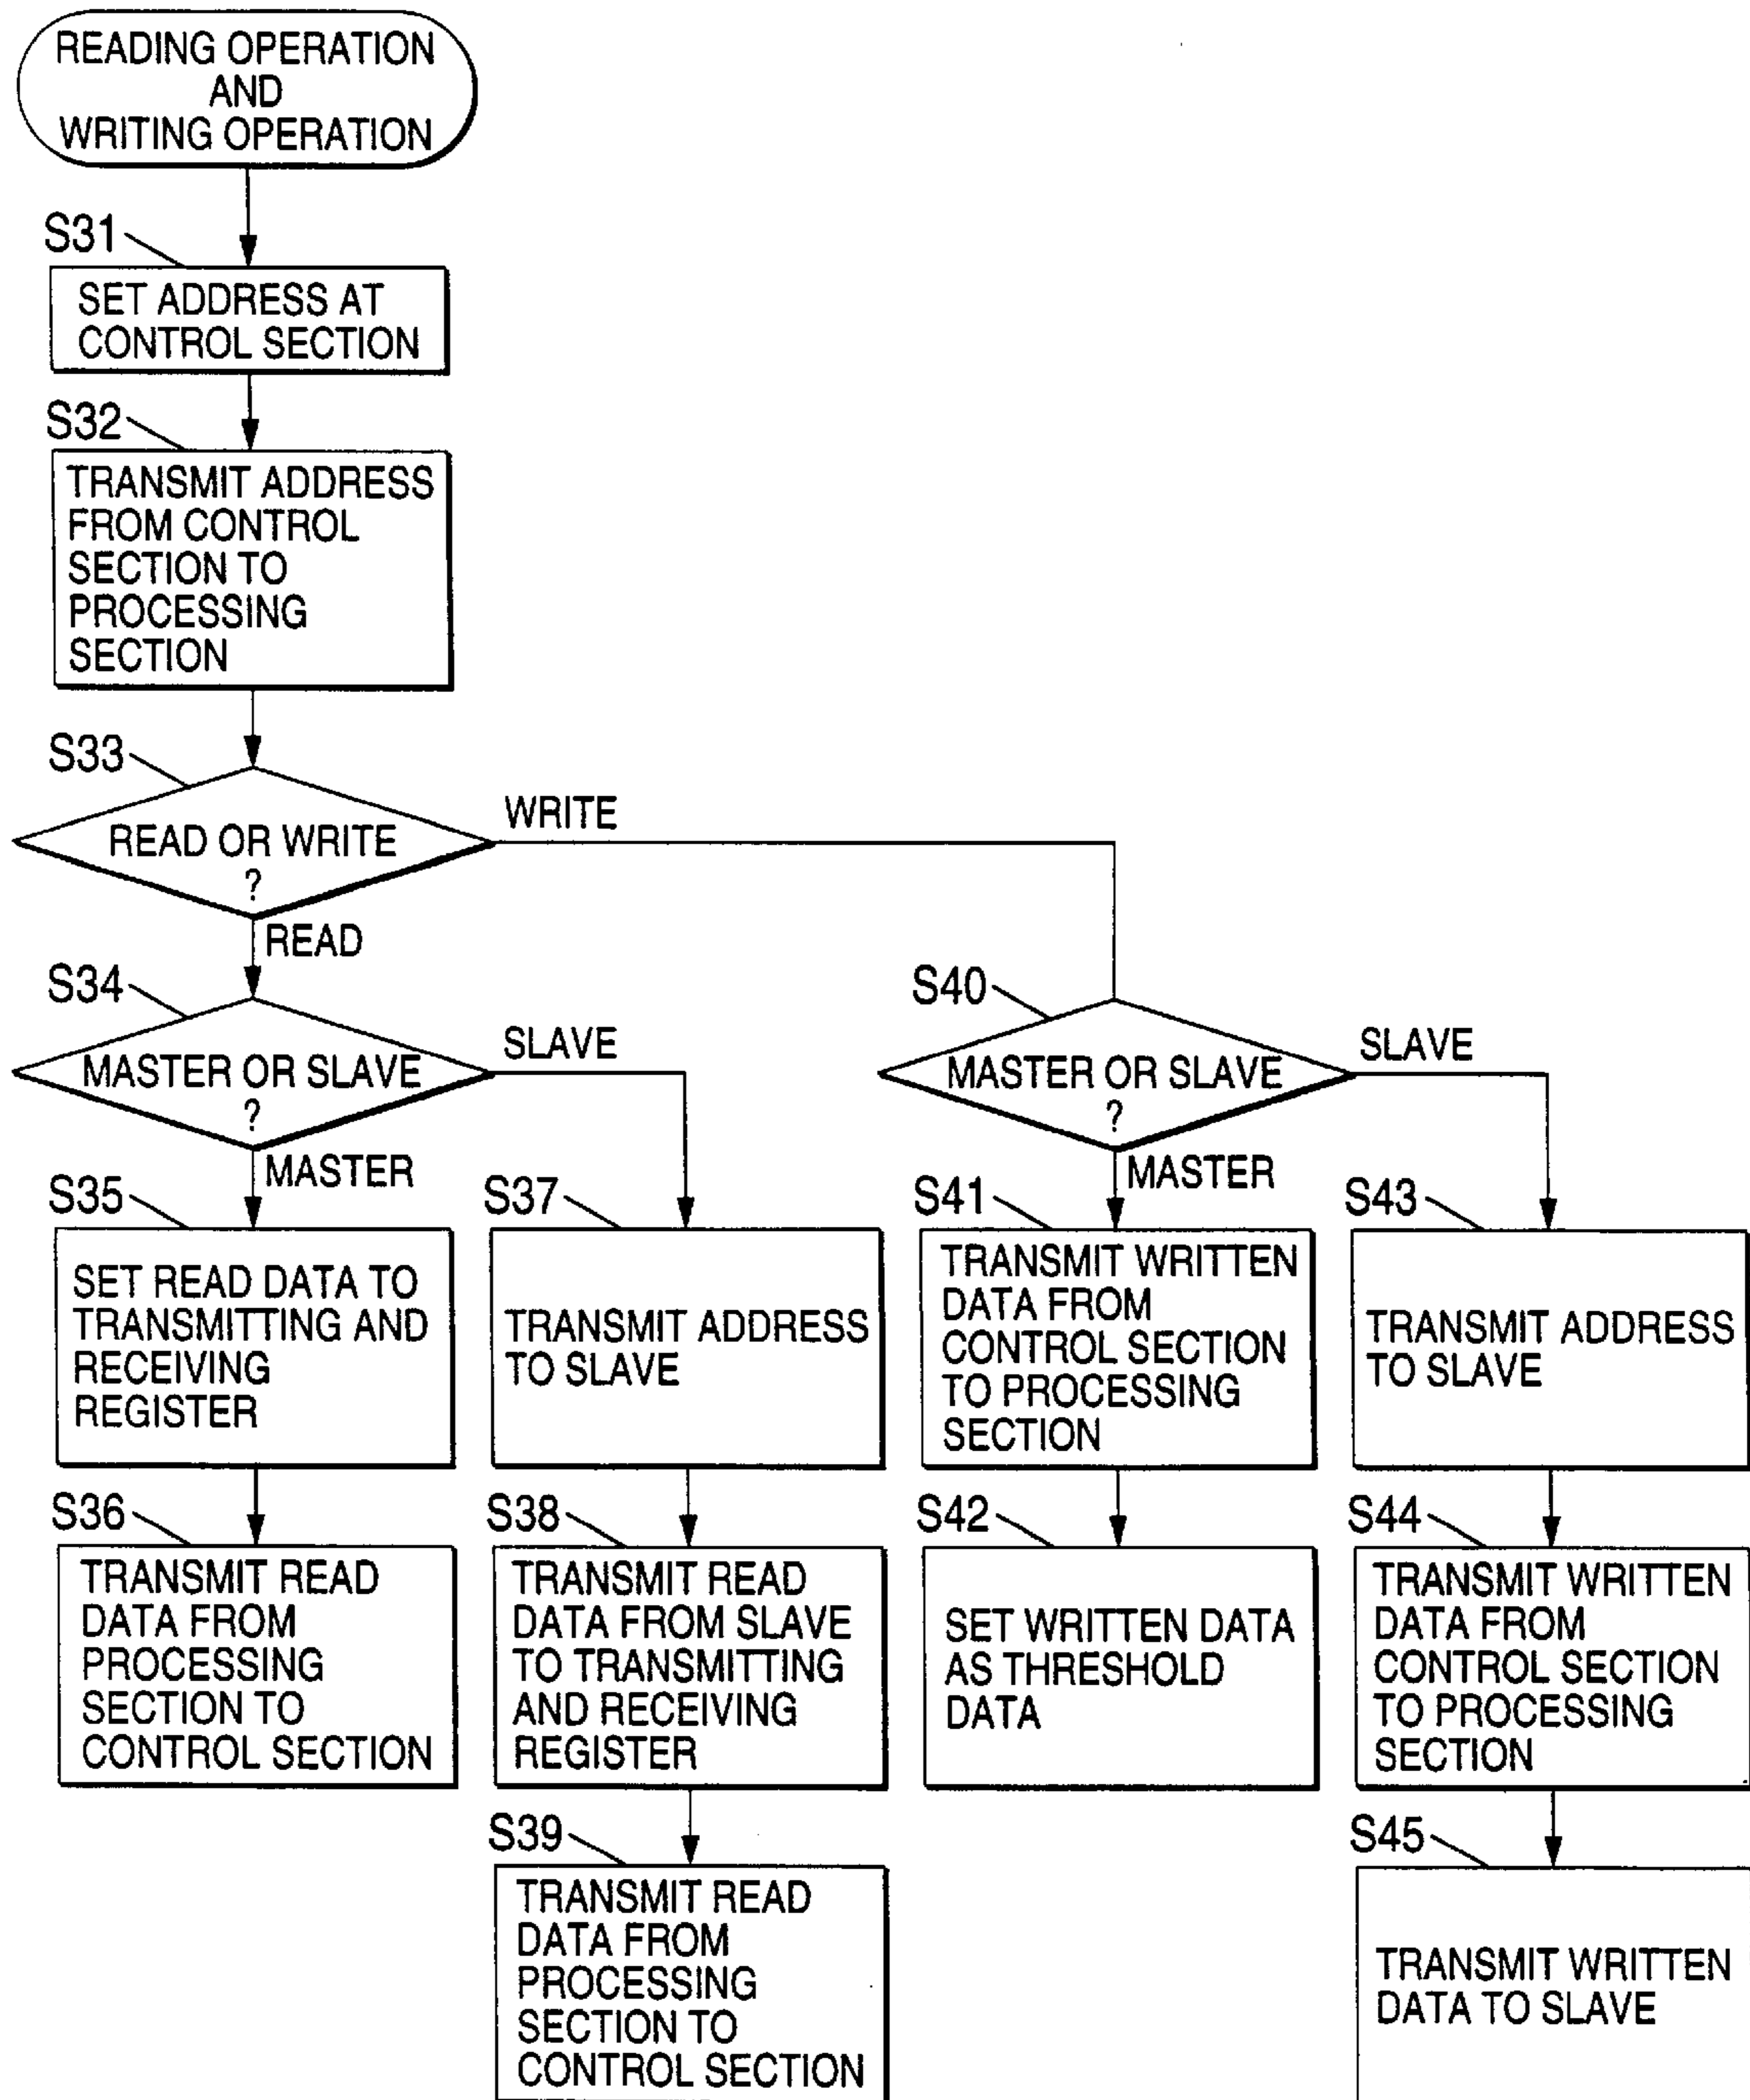 READING OPERATION
AND
WRITING OPERATION
S31
SET ADDRESS AT
CONTROL SECTION
S32
TRANSMIT ADDRESS
FROM CONTROL
SECTION TO
PROCESSING
SECTION
S33
READ OR WRITE
?
WRITE
READ
S34
MASTER OR SLAVE
?
SLAVE
MASTER
S40
MASTER OR SLAVE
?
SLAVE
MASTER
S35
SET READ DATA TO
TRANSMITTING AND
RECEIVING
REGISTER
S37
TRANSMIT ADDRESS
TO SLAVE
S41
TRANSMIT WRITTEN
DATA FROM
CONTROL SECTION
TO PROCESSING
SECTION
S43
TRANSMIT ADDRESS
TO SLAVE
S36
TRANSMIT READ
DATA FROM
PROCESSING
SECTION TO
CONTROL SECTION
S38
TRANSMIT READ
DATA FROM SLAVE
TO TRANSMITTING
AND RECEIVING
REGISTER
S42
SET WRITTEN DATA
AS THRESHOLD
DATA
S44
TRANSMIT WRITTEN
DATA FROM
CONTROL SECTION
TO PROCESSING
SECTION
S39
TRANSMIT READ
DATA FROM
PROCESSING
SECTION TO
CONTROL SECTION
S45
TRANSMIT WRITTEN
DATA TO SLAVE